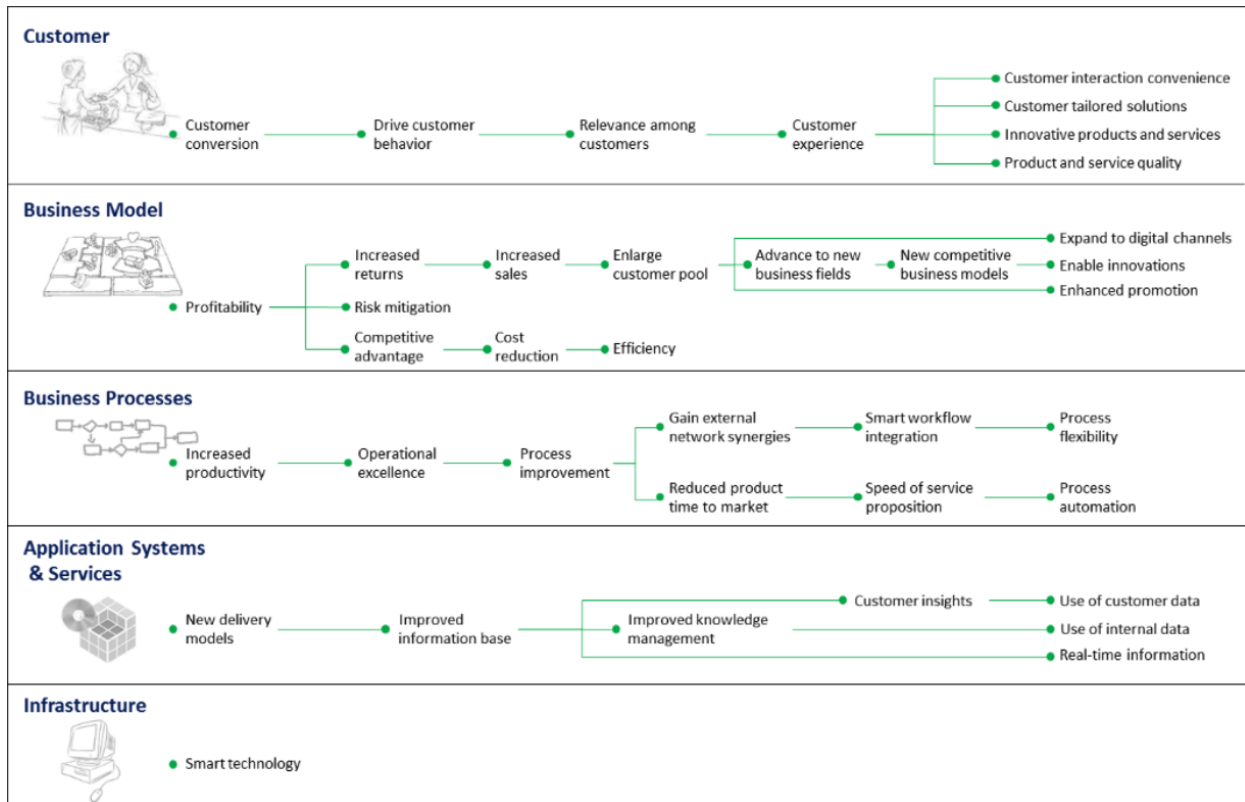 Customer
Customer interaction convenience
Customer tailored solutions
Customer
conversion
Drive customer
behavior
Relevance among
customers
Customer
experience
Innovative products and services
Product and service quality
Business Model
Increased
returns
Increased
sales
Enlarge
customer pool
Advance to new
business fields
New competitive
business models
Expand to digital channels
Enable innovations
Enhanced promotion
Profitability
Risk mitigation
Competitive
advantage
Cost
reduction
Efficiency
Business Processes
Gain external
network synergies
Smart workflow
integration
Process
flexibility
Increased
productivity
Operational
excellence
Process
improvement
Reduced product
time to market
Speed of service
proposition
Process
automation
Application Systems
& Services
Customer insights
Use of customer data
New delivery
models
Improved
information base
Improved knowledge
management
Use of internal data
Real-time information
Infrastructure
Smart technology